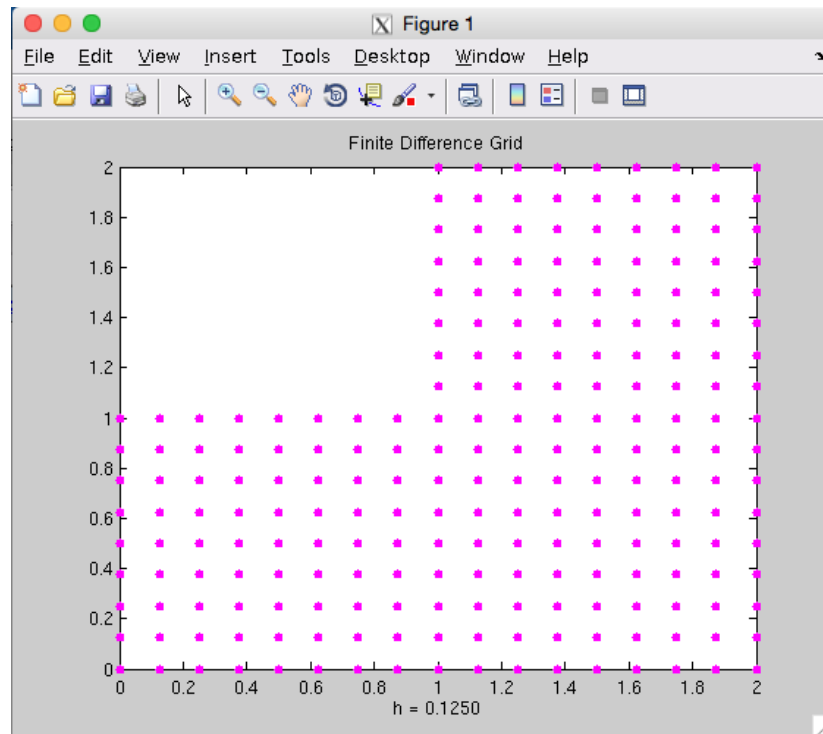 Figure 1
File Edit View Insert Tools Desktop Window Help
Finite Difference Grid
2
1.8
1.6
1.4
1.2
1
0.8
0.6
0.4
0.2
0
0 0.2 0.4 0.6 0.8 1 1.2 1.4 1.6 1.8 2
h = 0.1250